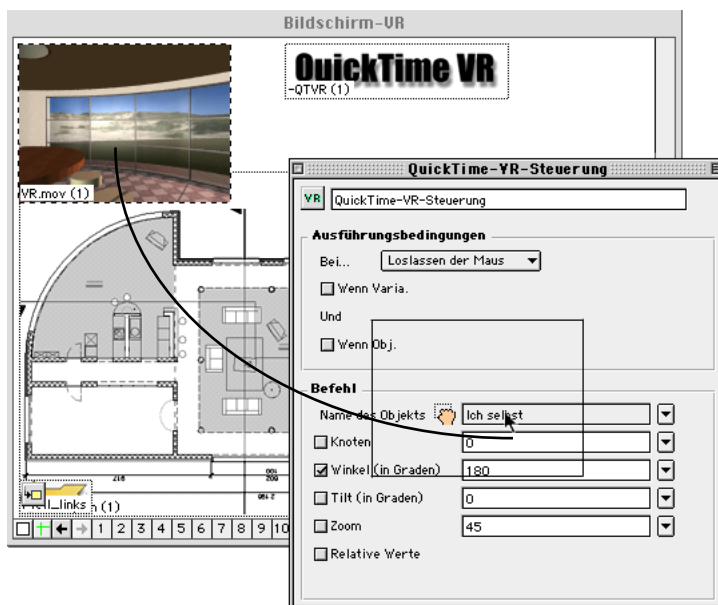 Bildschirm-VR
QuickTime VR
-QTVR (1)
VR.mov (1)
QuickTime-VR-Steuerung
VR QuickTime-VR-Steuerung
Ausführungsbedingungen
Bei... Loslassen der Maus
Wenn Varia.
Und
Wenn Obj.
Befehl
Name des Objekts Ich selbst
Knoten 0
Winkel (in Graden) 180
Tilt (in Graden) 0
Zoom 45
Relative Werte
(1)
1 2 3 4 5 6 7 8 9 10